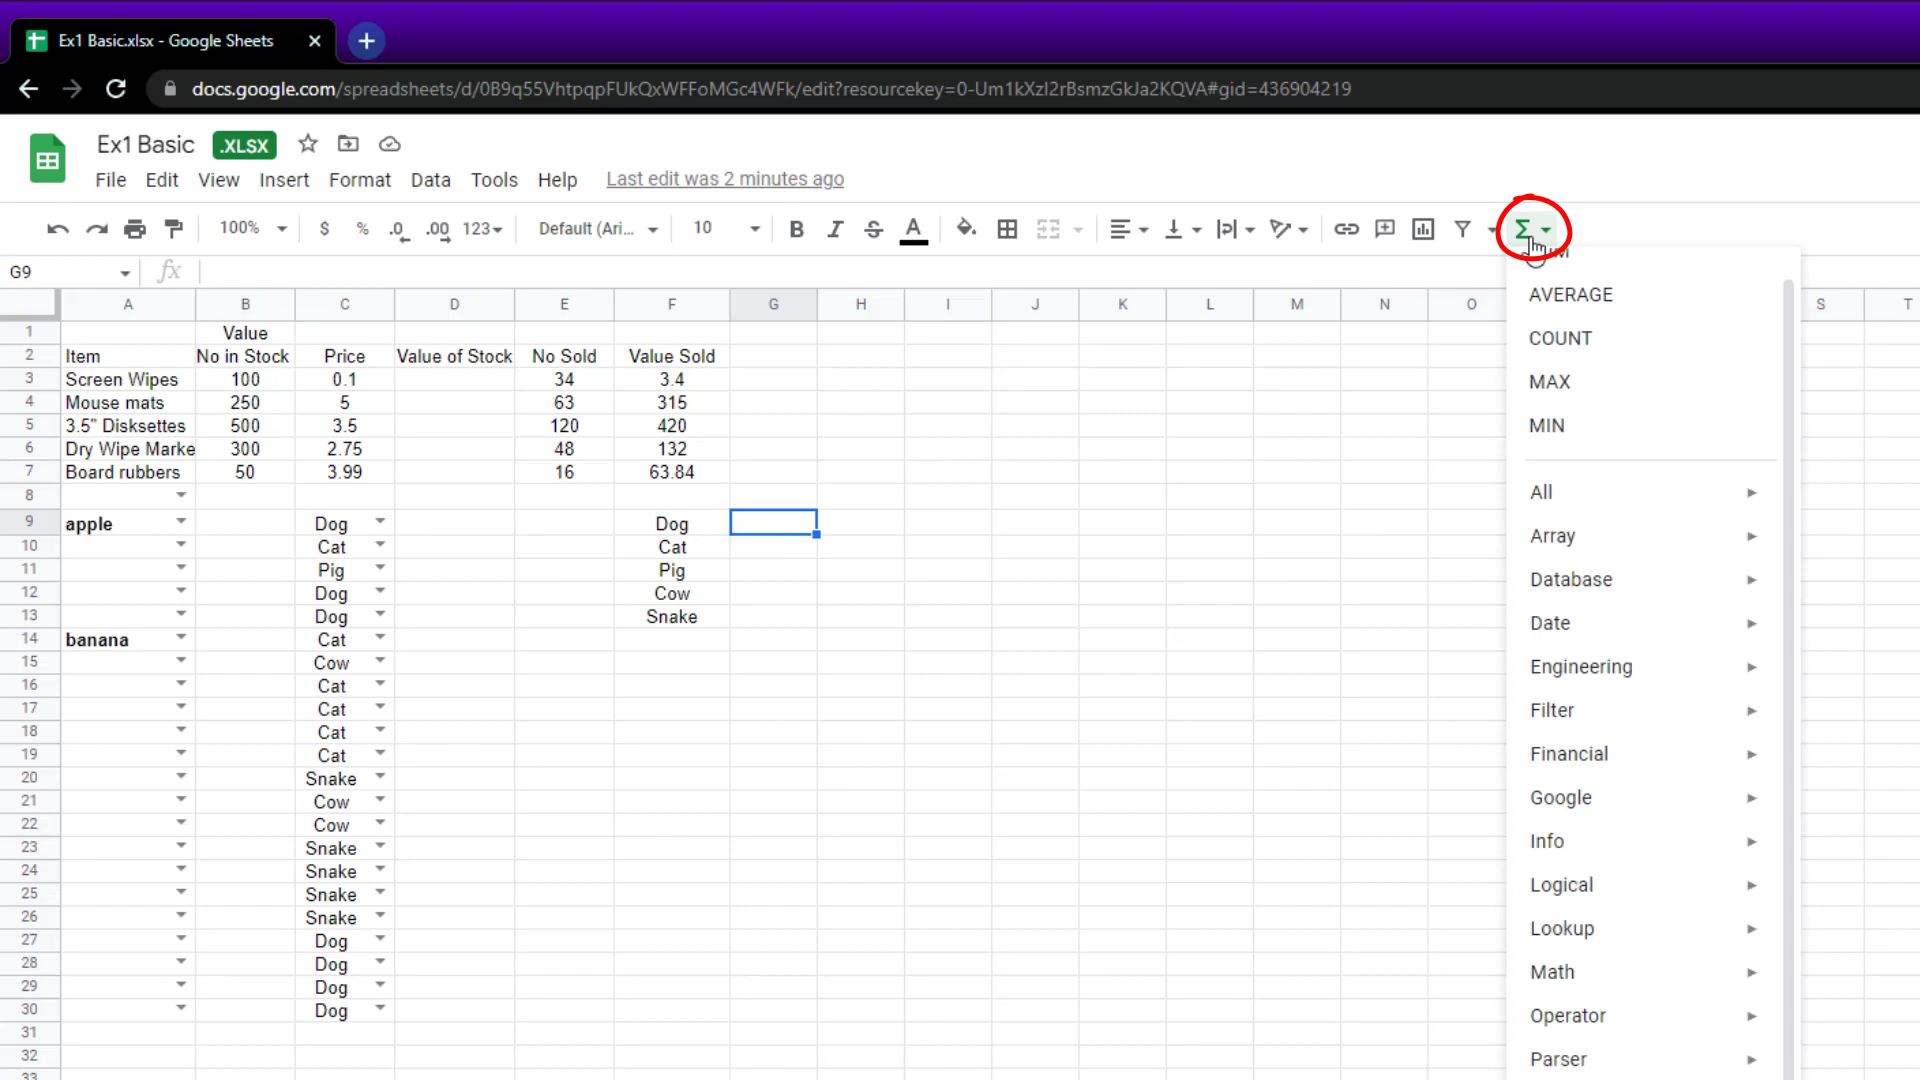 Ex1 Basic.xlsx - Google Sheets
docs.google.com/spreadsheets/d/0B9q55VhtpqpFUkQxWFFoMGc4WFk/edit?resourcekey=0-Um1kXzI2rBsmzGkJa2KQVA#gid=436904219
Ex1 Basic .XLSX
File Edit View Insert Format Data Tools Help Last edit was 2 minutes ago
100% $ % .0 .00 123 Default (Ari... 10 B I S A Σ
G9 fx
A B C D E F G H I J K L M N O S T
1 Value
2 Item No in Stock Price Value of Stock No Sold Value Sold
3 Screen Wipes 100 0.1 34 3.4
4 Mouse mats 250 5 63 315
5 3.5" Disksettes 500 3.5 120 420
6 Dry Wipe Marke 300 2.75 48 132
7 Board rubbers 50 3.99 16 63.84
8
9 apple Dog Dog
10 Cat Cat
11 Pig Pig
12 Dog Cow
13 Dog Snake
14 banana Cat
15 Cow
16 Cat
17 Cat
18 Cat
19 Cat
20 Snake
21 Cow
22 Cow
23 Snake
24 Snake
25 Snake
26 Snake
27 Dog
28 Dog
29 Dog
30 Dog
31
32
33
AVERAGE
COUNT
MAX
MIN
All
Array
Database
Date
Engineering
Filter
Financial
Google
Info
Logical
Lookup
Math
Operator
Parser